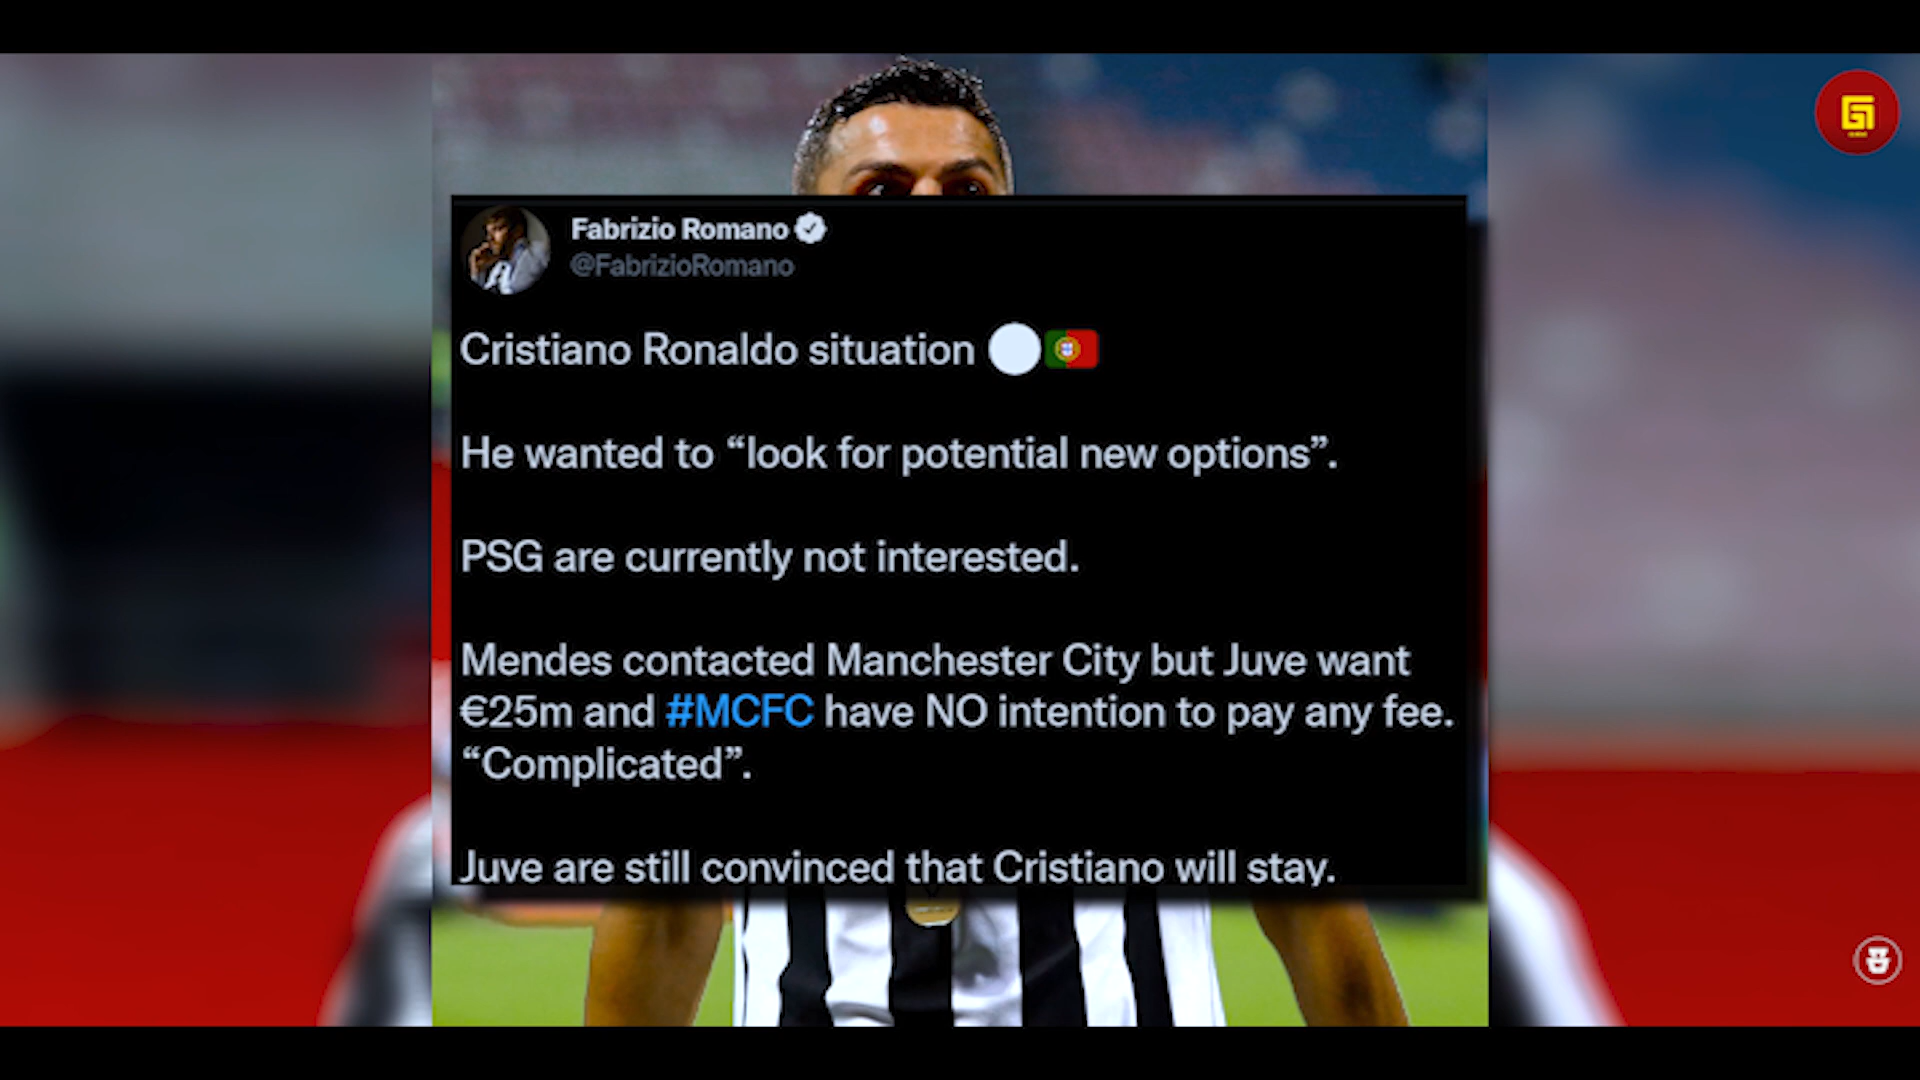 Fabrizio Romano
@FabrizioRomano
Cristiano Ronaldo situation
He wanted to “look for potential new options”.
PSG are currently not interested.
Mendes contacted Manchester City but Juve want
€25m and #MCFC have NO intention to pay any fee.
“Complicated”.
Juve are still convinced that Cristiano will stay.